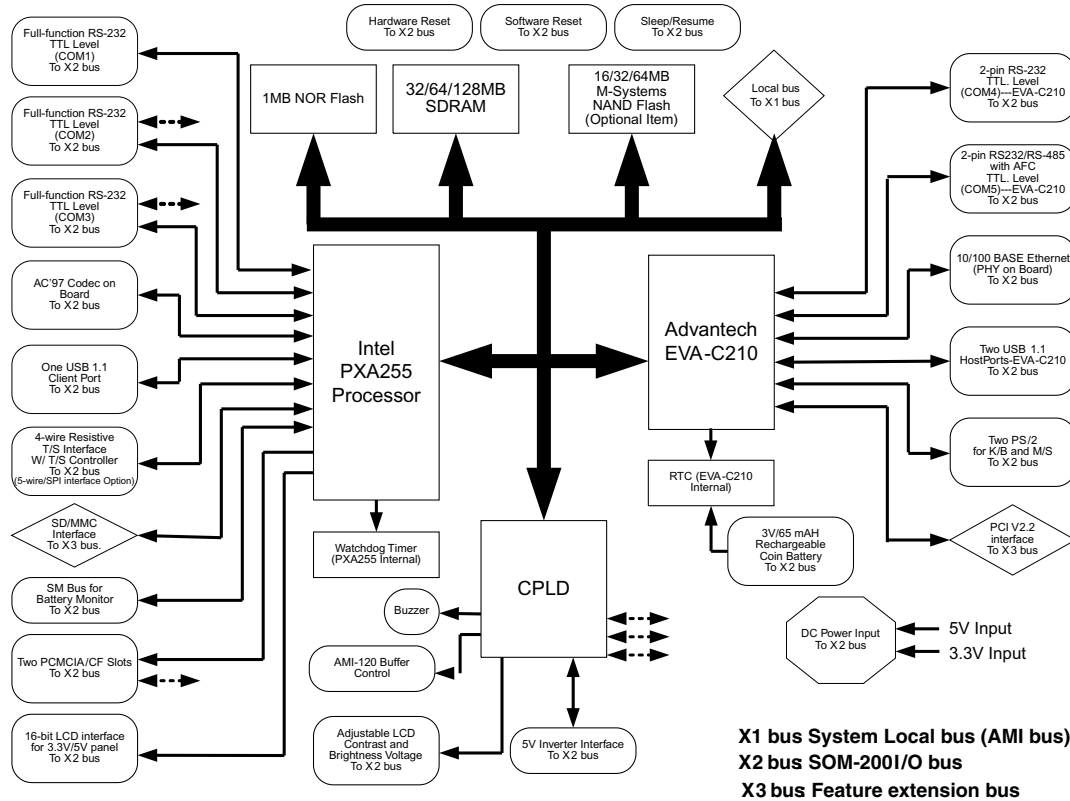 Hardware Reset
To X2 bus
Software Reset
To X2 bus
Sleep/Resume
To X2 bus
Full-function RS-232
TTL Level
(COM1)
To X2 bus
Full-function RS-232
TTL Level
(COM2)
To X2 bus
Full-function RS-232
TTL Level
(COM3)
To X2 bus
AC'97 Codec on
Board
To X2 bus
One USB 1.1
Client Port
To X2 bus
4-wire Resistive
T/S Interface
W/ T/S Controller
To X2 bus
(5-wire/SPI interface Option)
SD/MMC
Interface
To X3 bus.
SM Bus for
Battery Monitor
To X2 bus
Two PCMCIA/CF Slots
To X2 bus
16-bit LCD interface
for 3.3V/5V panel
To X2 bus
1MB NOR Flash
32/64/128MB
SDRAM
16/32/64MB
M-Systems
NAND Flash
(Optional Item)
Local bus
To X1 bus
Intel
PXA255
Processor
Advantech
EVA-C210
Watchdog Timer
(PXA255 Internal)
RTC (EVA-C210
Internal)
3V/65 mAH
Rechargeable
Coin Battery
To X2 bus
CPLD
Buzzer
AMI-120 Buffer
Control
Adjustable LCD
Contrast and
Brightness Voltage
To X2 bus
5V Inverter Interface
To X2 bus
2-pin RS-232
TTL. Level
(COM4)---EVA-C210
To X2 bus
2-pin RS232/RS-485
with AFC
TTL. Level
(COM5)---EVA-C210
To X2 bus
10/100 BASE Ethernet
(PHY on Board)
To X2 bus
Two USB 1.1
HostPorts-EVA-C210
To X2 bus
Two PS/2
for K/B and M/S
To X2 bus
PCI V2.2
interface
To X3 bus
DC Power Input
To X2 bus
5V Input
3.3V Input
X1 bus System Local bus (AMI bus)
X2 bus SOM-200I/O bus
X3 bus Feature extension bus